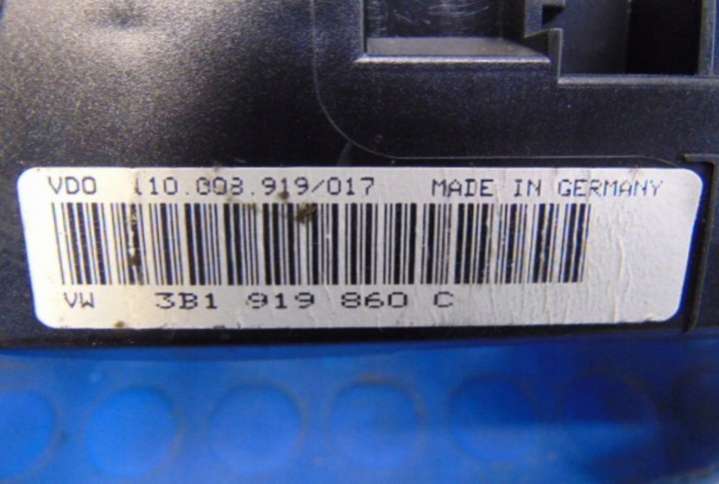 VDO 110.008.919/017 MADE IN GERMANY
VW 3B1 919 860 C